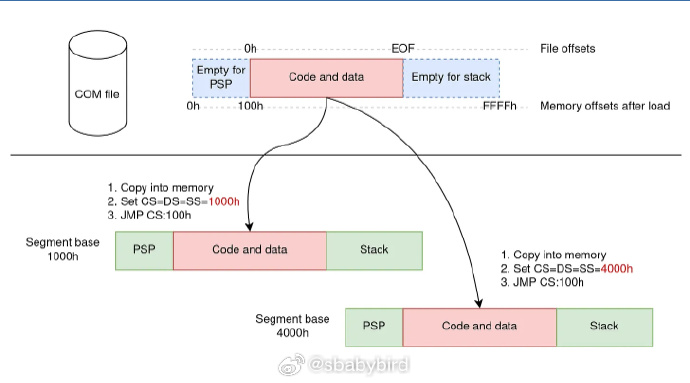 0h
EOF
File offsets
COM file
Empty for PSP
Code and data
Empty for stack
0h
100h
FFFFh
Memory offsets after load
1. Copy into memory
2. Set CS=DS=SS=1000h
3. JMP CS:100h
Segment base
1000h
PSP
Code and data
Stack
1. Copy into memory
2. Set CS=DS=SS=4000h
3. JMP CS:100h
Segment base
4000h
PSP
Code and data
Stack
@sbabybird